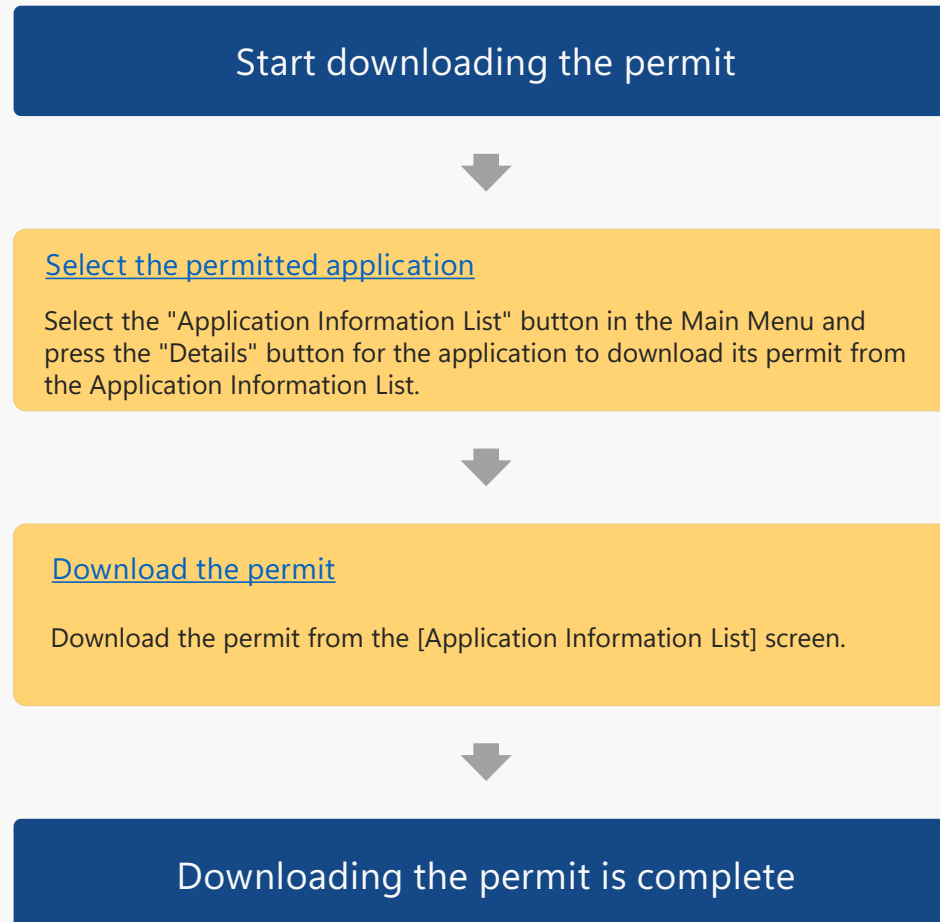 Start downloading the permit
Select the permitted application
Select the "Application Information List" button in the Main Menu and
press the "Details" button for the application to download its permit from
the Application Information List.
Download the permit
Download the permit from the [Application Information List] screen.
Downloading the permit is complete